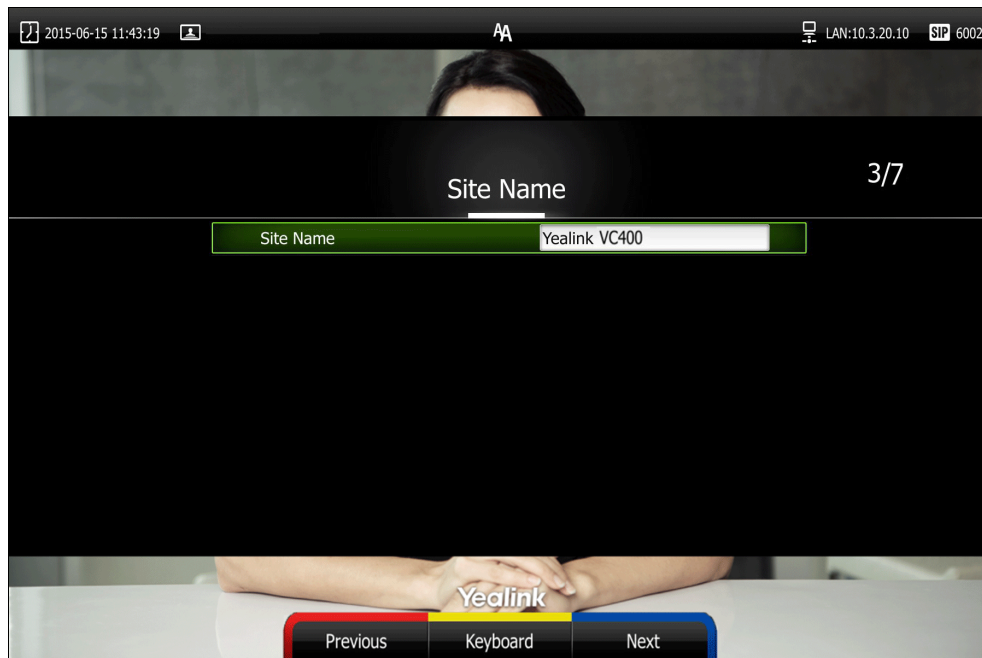 2015-06-15 11:43:19 AA LAN:10.3.20.10 SIP 6002
3/7
Site Name
Site Name Yealink VC400
Yealink
Previous Keyboard Next